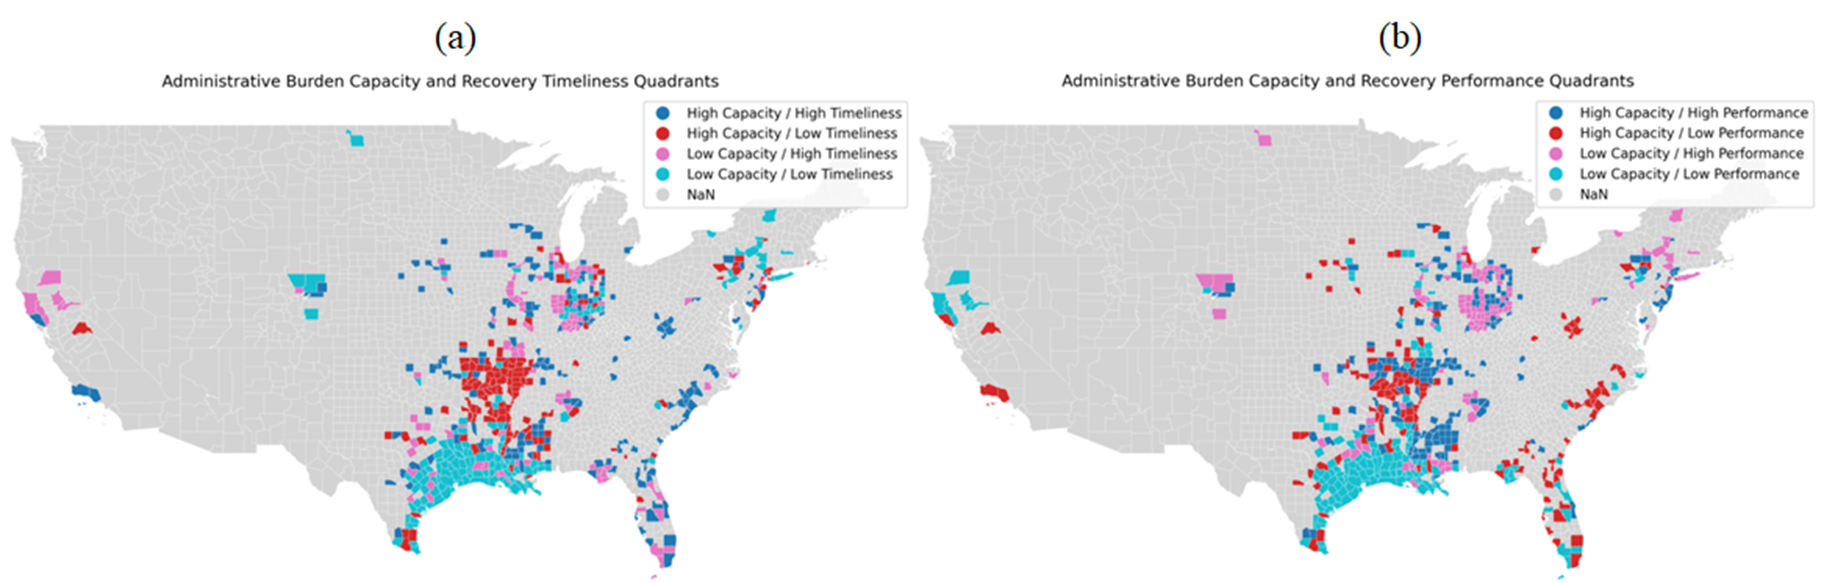 (a)
Administrative Burden Capacity and Recovery Timeliness Quadrants
High Capacity / High Timeliness
High Capacity / Low Timeliness
Low Capacity / High Timeliness
Low Capacity / Low Timeliness
NaN
(b)
Administrative Burden Capacity and Recovery Performance Quadrants
High Capacity / High Performance
High Capacity / Low Performance
Low Capacity / High Performance
Low Capacity / Low Performance
NaN